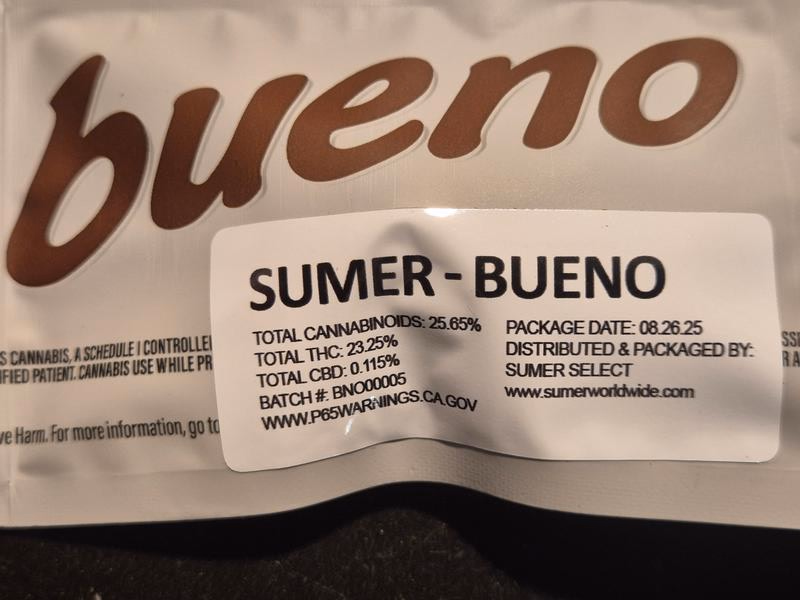 bueno
SUMER - BUENO
TOTAL CANNABINOIDS: 25.65%
TOTAL THC: 23.25%
TOTAL CBD: 0.115%
BATCH #: BNO00005
WWW.P65WARNINGS.CA.GOV
PACKAGE DATE: 08.26.25
DISTRIBUTED & PACKAGED BY:
SUMER SELECT
www.sumerworldwide.com
S CANNABIS, A SCHEDULE I CONTROLLE
IFIED PATIENT. CANNABIS USE WHILE PR
ve Harm. For more information, go to